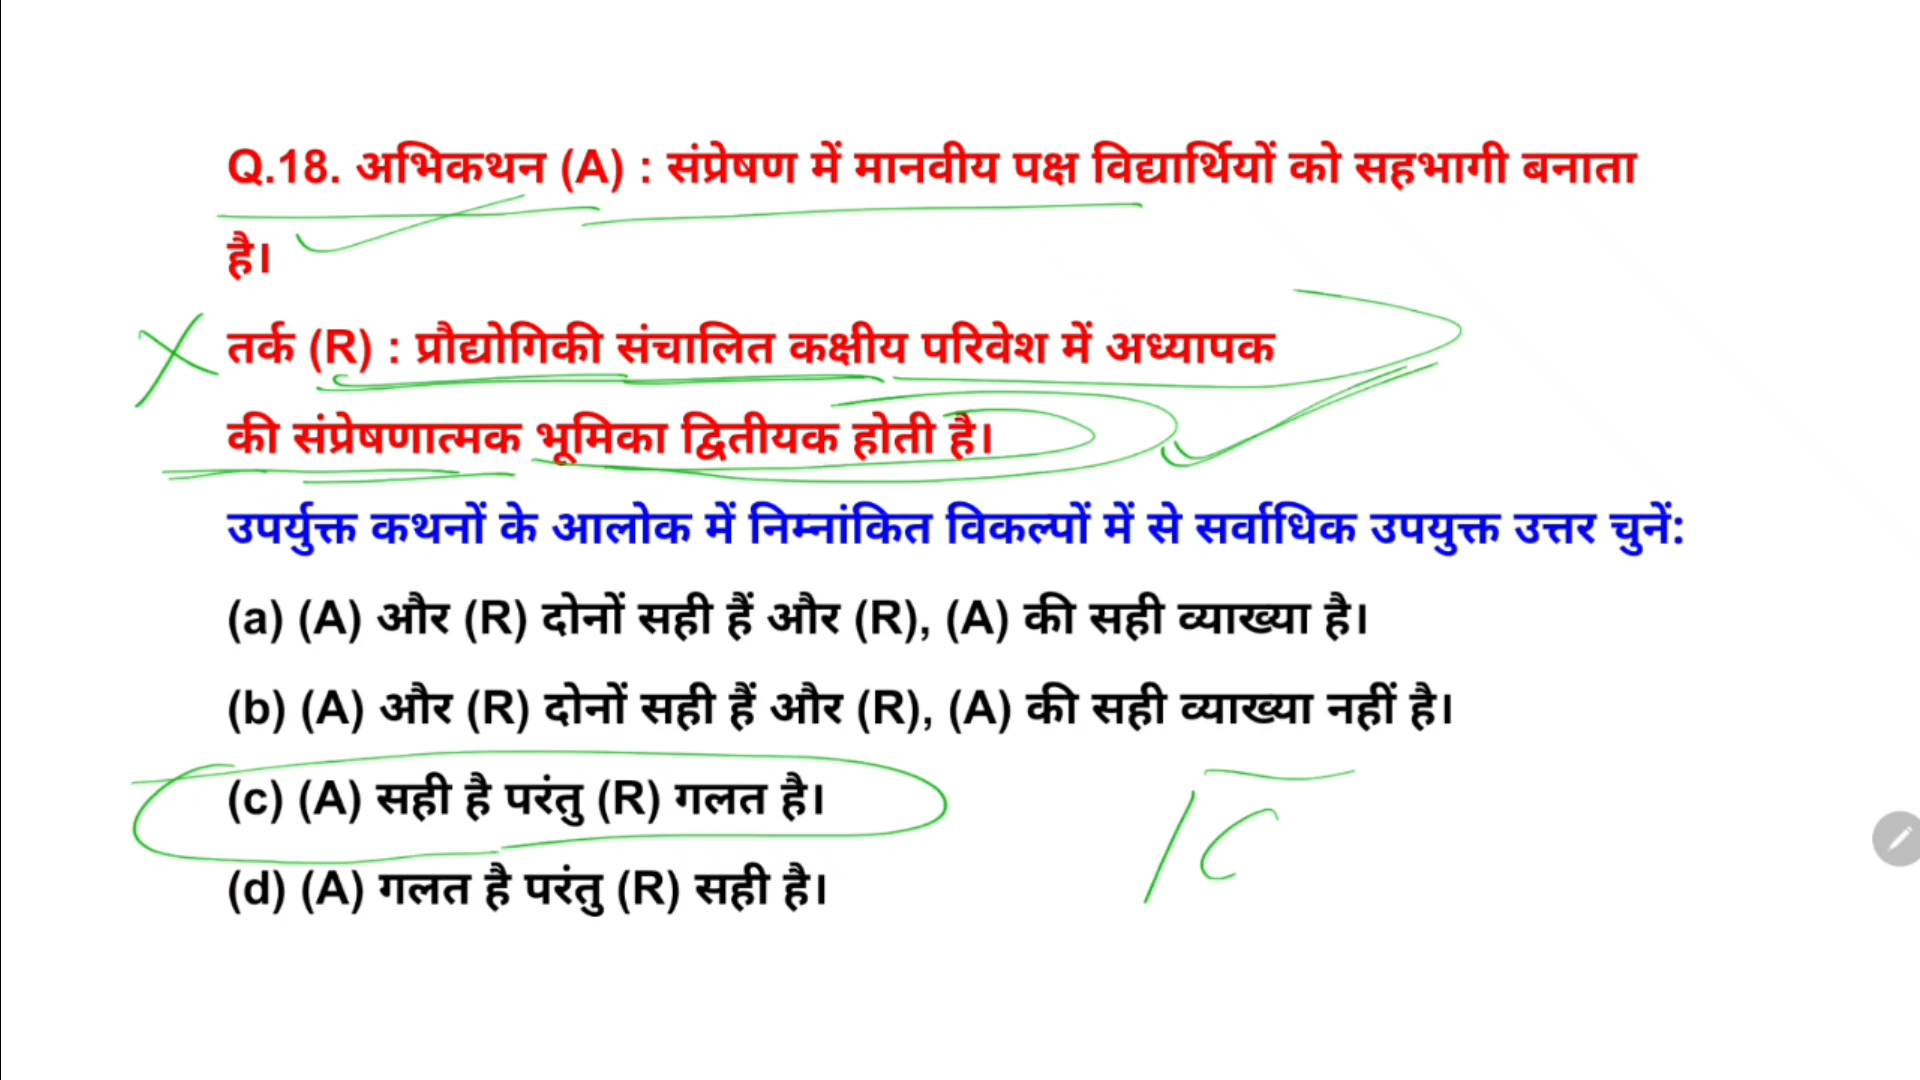 Q.18. अभिकथन (A) : संप्रेषण में मानवीय पक्ष विद्यार्थियों को सहभागी बनाता
है।
तर्क (R) : प्रौद्योगिकी संचालित कक्षीय परिवेश में अध्यापक
की संप्रेषणात्मक भूमिका द्वितीयक होती है।
उपर्युक्त कथनों के आलोक में निम्नांकित विकल्पों में से सर्वाधिक उपयुक्त उत्तर चुनें:
(a) (A) और (R) दोनों सही हैं और (R), (A) की सही व्याख्या है।
(b) (A) और (R) दोनों सही हैं और (R), (A) की सही व्याख्या नहीं है।
(c) (A) सही है परंतु (R) गलत है।
C
(d) (A) गलत है परंतु (R) सही है।